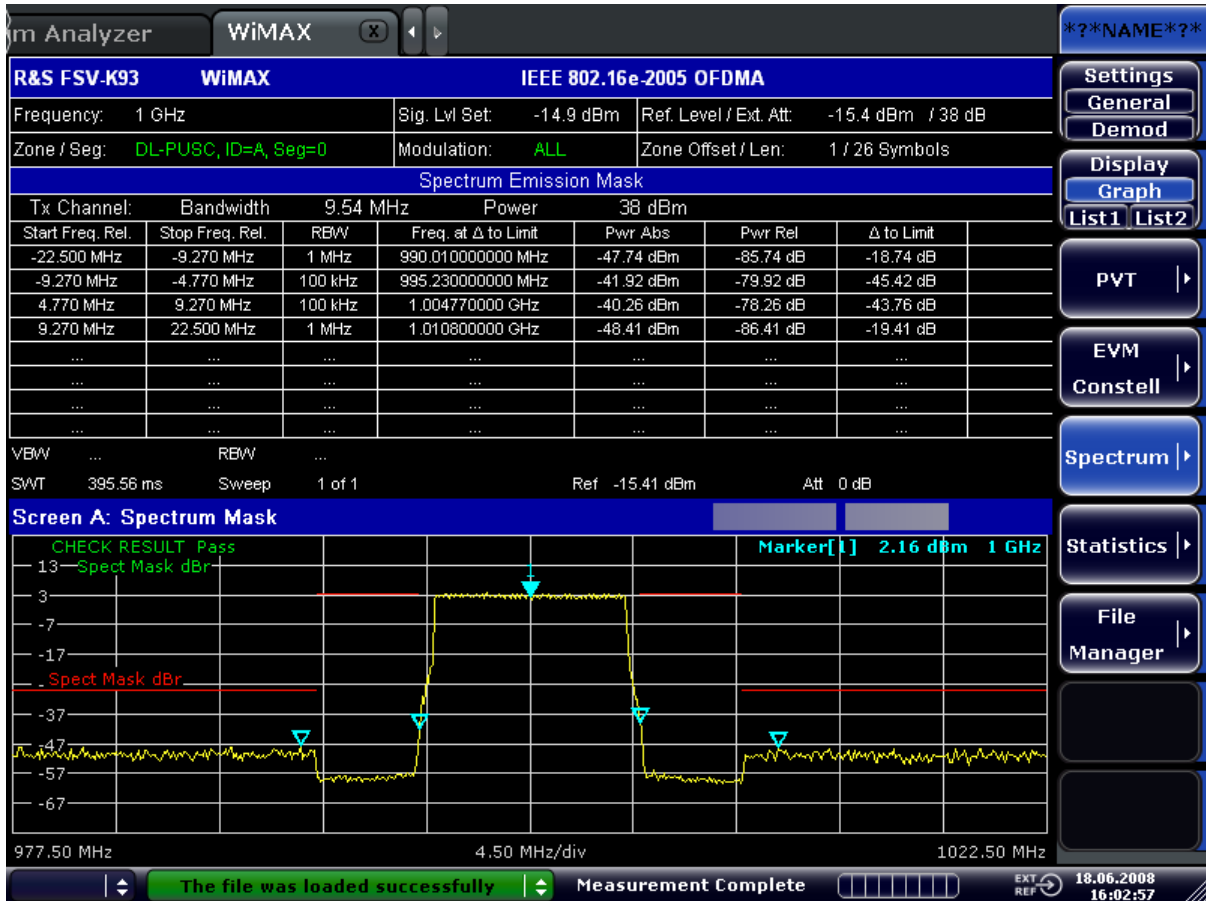 m Analyzer WiMAX X *?*NAME*?*
R&S FSV-K93 WiMAX IEEE 802.16e-2005 OFDMA
Frequency: 1 GHz Sig. Lvl Set: -14.9 dBm Ref. Level / Ext. Att: -15.4 dBm / 38 dB
Zone / Seg: DL-PUSC, ID=A, Seg=0 Modulation: ALL Zone Offset / Len: 1 / 26 Symbols
Spectrum Emission Mask
Tx Channel: Bandwidth 9.54 MHz Power 38 dBm
Start Freq. Rel. Stop Freq. Rel. RBW Freq. at Δ to Limit Pwr Abs Pwr Rel Δ to Limit
-22.500 MHz -9.270 MHz 1 MHz 990.010000000 MHz -47.74 dBm -85.74 dB -18.74 dB
-9.270 MHz -4.770 MHz 100 kHz 995.230000000 MHz -41.92 dBm -79.92 dB -45.42 dB
4.770 MHz 9.270 MHz 100 kHz 1.004770000 GHz -40.26 dBm -78.26 dB -43.76 dB
9.270 MHz 22.500 MHz 1 MHz 1.010800000 GHz -48.41 dBm -86.41 dB -19.41 dB
... ... ... ... ... ... ...
... ... ... ... ... ... ...
... ... ... ... ... ... ...
... ... ... ... ... ... ...
VBW ... RBW ...
SWT 395.56 ms Sweep 1 of 1 Ref -15.41 dBm Att 0 dB
Screen A: Spectrum Mask
CHECK RESULT Pass Marker[1] 2.16 dBm 1 GHz
13 Spect Mask dBr
3
-7
-17
Spect Mask dBr
-37
-47
-57
-67
977.50 MHz 4.50 MHz/div 1022.50 MHz
Settings
General
Demod
Display
Graph
List1 List2
PVT
EVM
Constell
Spectrum
Statistics
File
Manager
The file was loaded successfully Measurement Complete EXT REF 18.06.2008
16:02:57